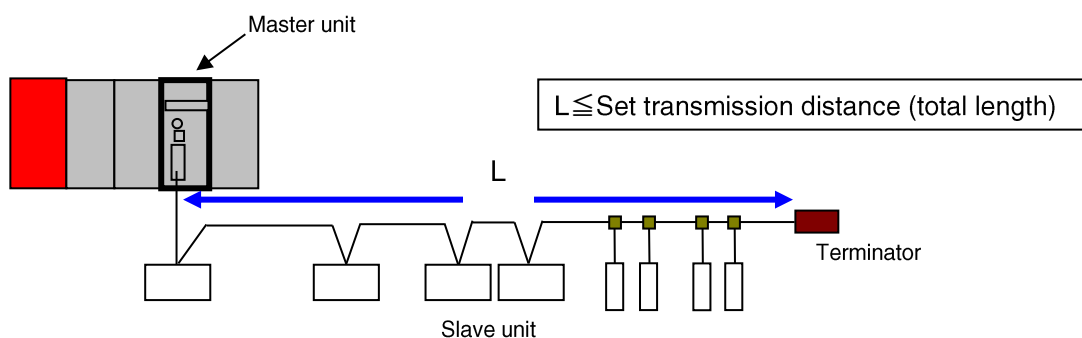 Master unit
L≦Set transmission distance (total length)
L
Terminator
Slave unit